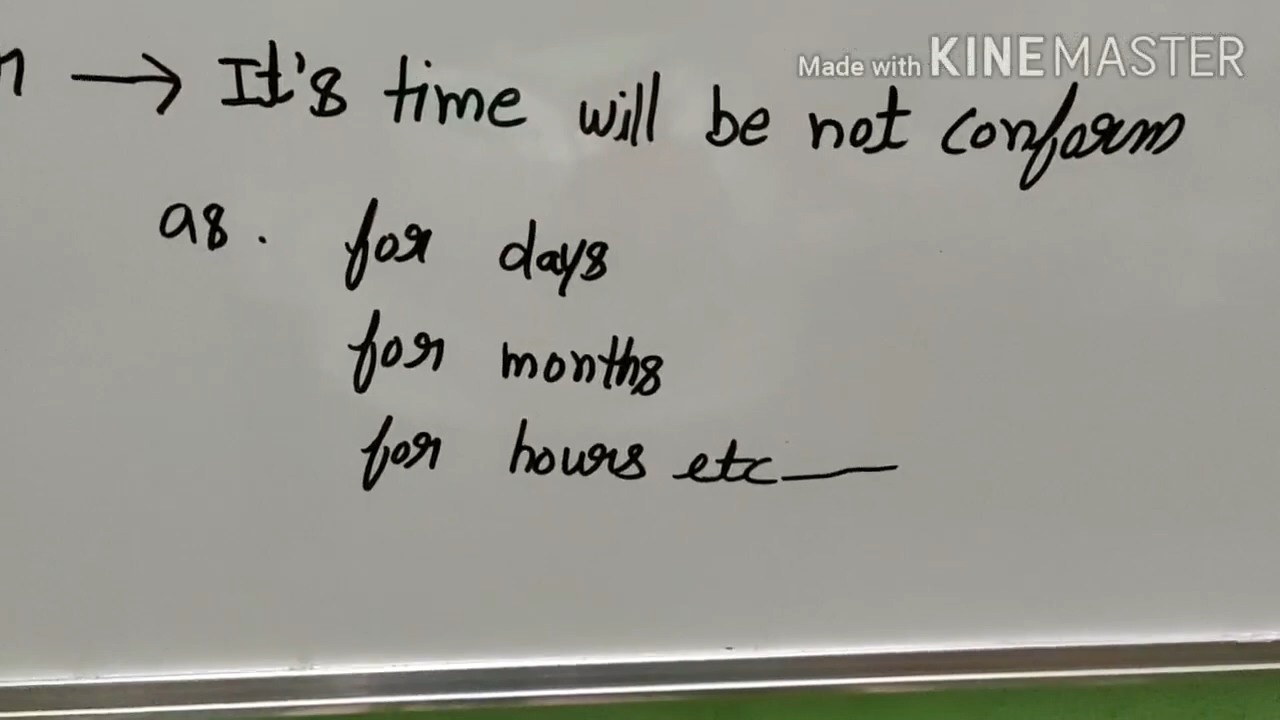 Made with KINEMASTER
n → It's time will be not conform
as. for days
for months
for hours etc—